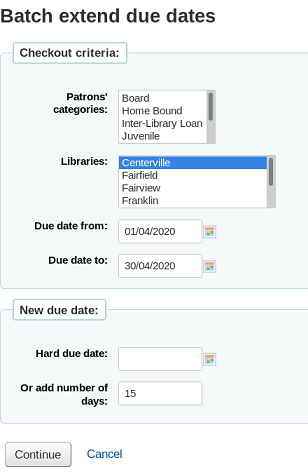 Batch extend due dates
Checkout criteria:
Patrons'
categories:
Board
Home Bound
Inter-Library Loan
Juvenile
Libraries:
Centerville
Fairfield
Fairview
Franklin
Due date from:
01/04/2020
Due date to:
30/04/2020
New due date:
Hard due date:
Or add number of
days:
15
Continue
Cancel